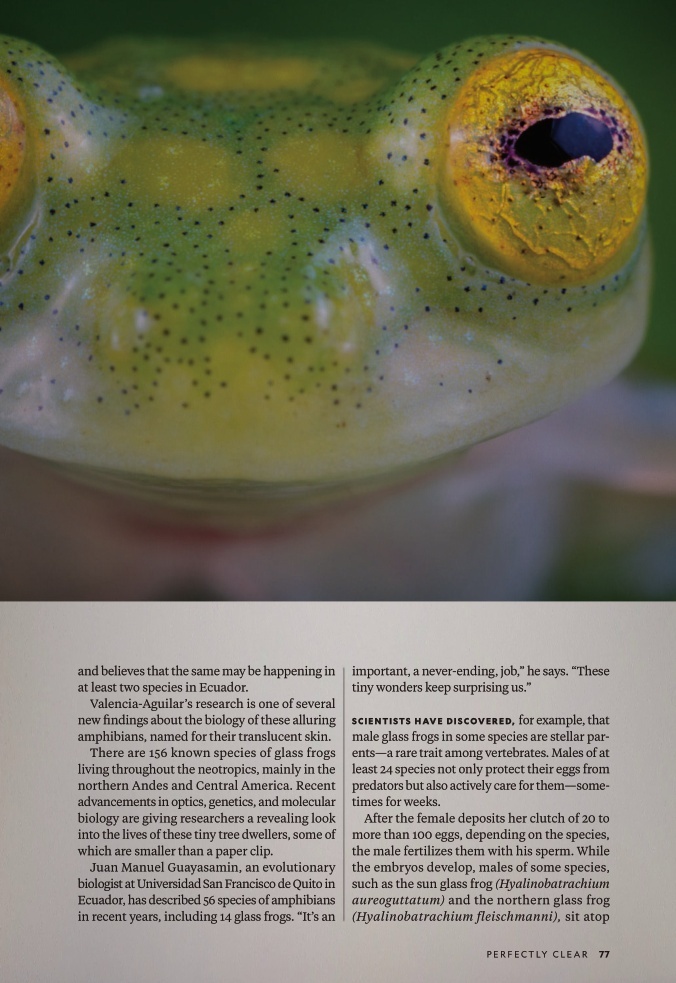 and believes that the same may be happening in
at least two species in Ecuador.
Valencia-Aguilar’s research is one of several
new findings about the biology of these alluring
amphibians, named for their translucent skin.
There are 156 known species of glass frogs
living throughout the neotropics, mainly in the
northern Andes and Central America. Recent
advancements in optics, genetics, and molecular
biology are giving researchers a revealing look
into the lives of these tiny tree dwellers, some of
which are smaller than a paper clip.
Juan Manuel Guayasamin, an evolutionary
biologist at Universidad San Francisco de Quito in
Ecuador, has described 56 species of amphibians
in recent years, including 14 glass frogs. “It’s an
important, a never-ending, job,” he says. “These
tiny wonders keep surprising us.”
SCIENTISTS HAVE DISCOVERED, for example, that
male glass frogs in some species are stellar par-
ents—a rare trait among vertebrates. Males of at
least 24 species not only protect their eggs from
predators but also actively care for them—some-
times for weeks.
After the female deposits her clutch of 20 to
more than 100 eggs, depending on the species,
the male fertilizes them with his sperm. While
the embryos develop, males of some species,
such as the sun glass frog (Hyalinobatrachium
aureoguttatum) and the northern glass frog
(Hyalinobatrachium fleischmanni), sit atop
PERFECTLY CLEAR 77